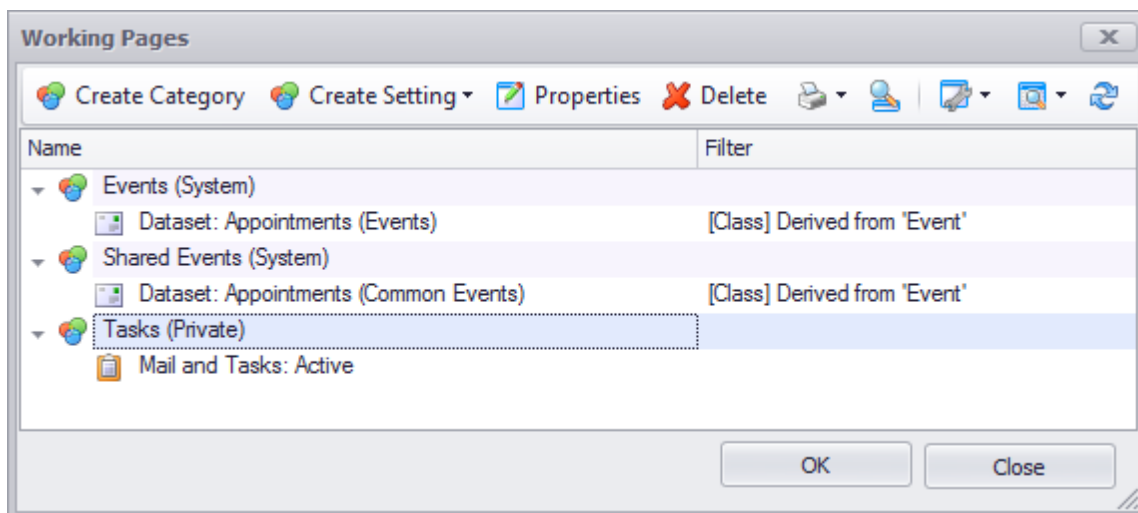 Working Pages
Create Category Create Setting Properties Delete
Name Filter
Events (System)
Dataset: Appointments (Events) [Class] Derived from 'Event'
Shared Events (System)
Dataset: Appointments (Common Events) [Class] Derived from 'Event'
Tasks (Private)
Mail and Tasks: Active
OK Close